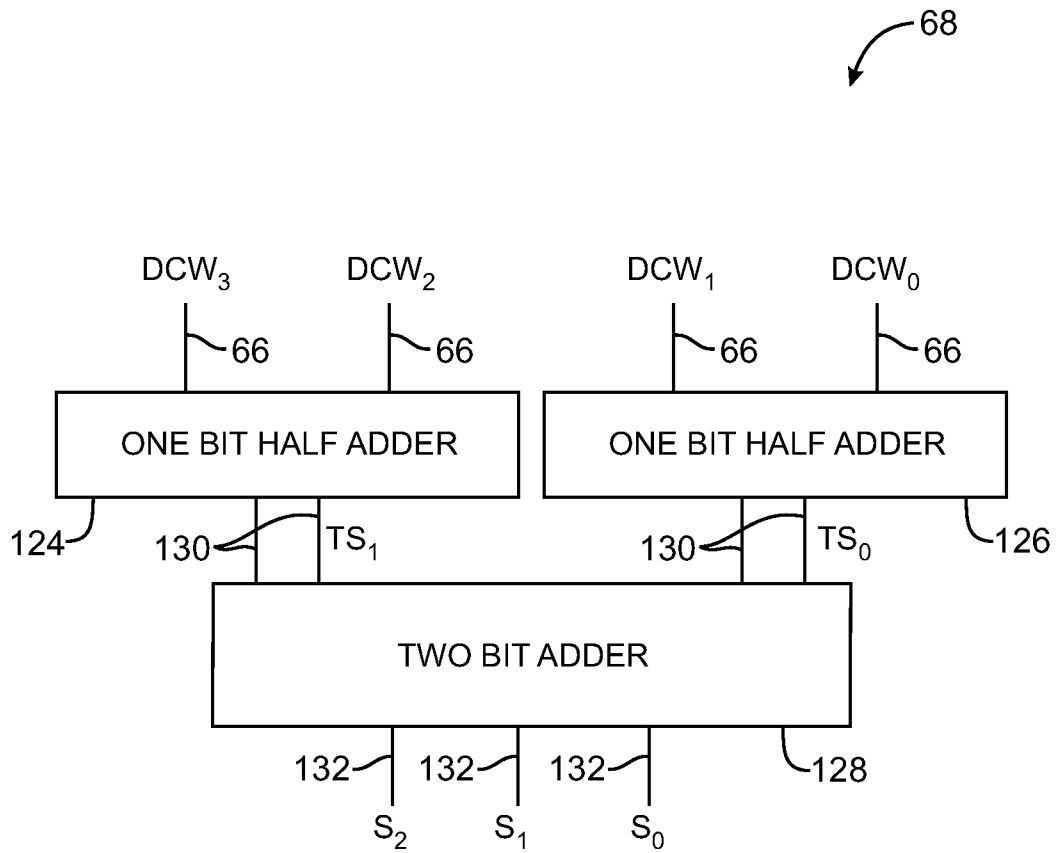 68
DCW₃ DCW₂ DCW₁ DCW₀
66 66 66 66
ONE BIT HALF ADDER ONE BIT HALF ADDER
124 130 TS₁ 130 TS₀ 126
TWO BIT ADDER
132 132 132 128
S₂ S₁ S₀